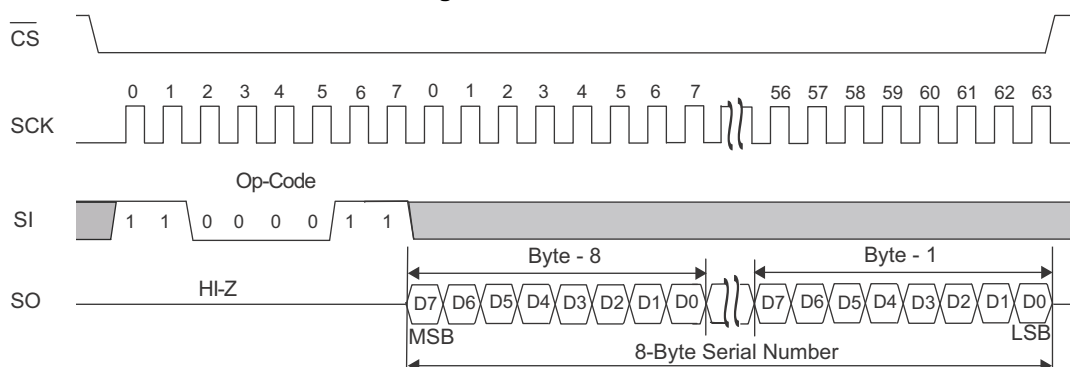 CS
0 1 2 3 4 5 6 7 0 1 2 3 4 5 6 7 56 57 58 59 60 61 62 63
SCK
Op-Code
SI 1 1 0 0 0 0 1 1
Byte - 8 Byte - 1
HI-Z
SO D7 D6 D5 D4 D3 D2 D1 D0 D7 D6 D5 D4 D3 D2 D1 D0
MSB LSB
8-Byte Serial Number